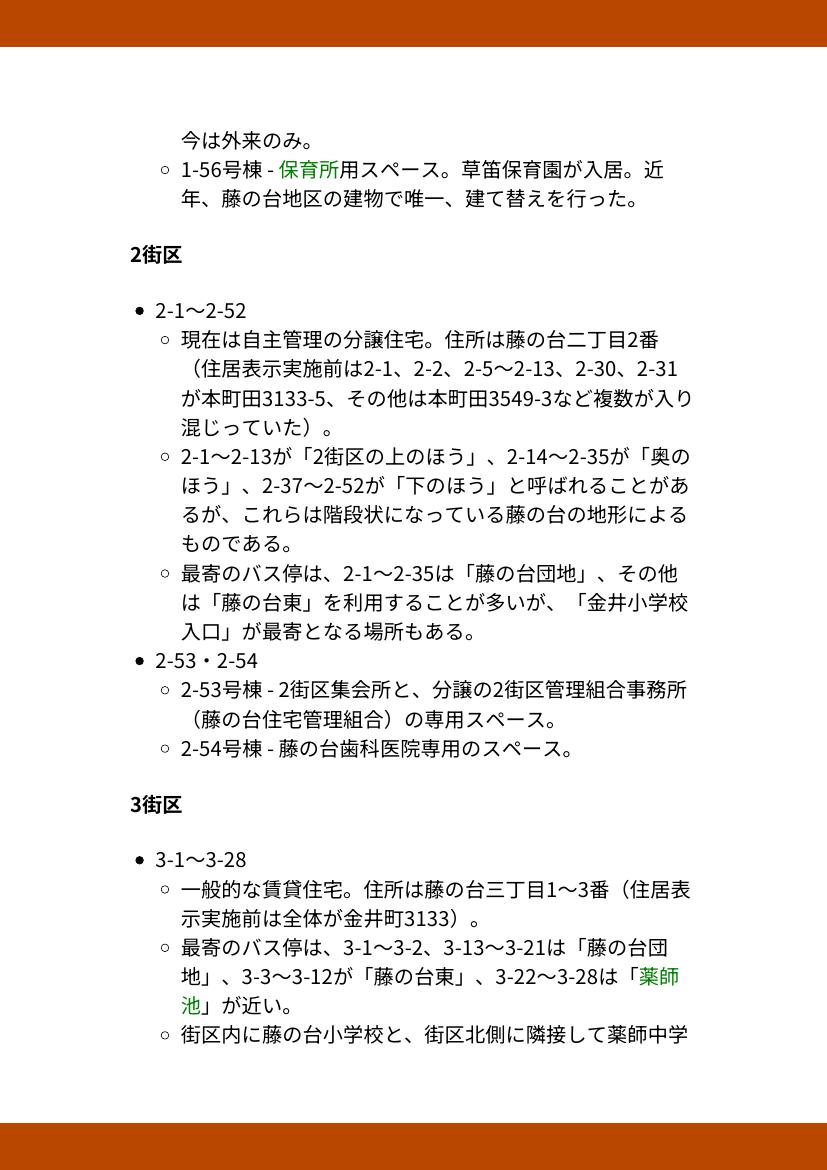 今は外来のみ。
○ 1-56号棟 - 保育所用スペース。草笛保育園が入居。近
年、藤の台地区の建物で唯一、建て替えを行った。
2街区
● 2-1〜2-52
○ 現在は自主管理の分譲住宅。住所は藤の台二丁目2番
（住居表示実施前は2-1、2-2、2-5〜2-13、2-30、2-31
が本町田3133-5、その他は本町田3549-3など複数が入り
混じっていた）。
○ 2-1〜2-13が「2街区の上のほう」、2-14〜2-35が「奥の
ほう」、2-37〜2-52が「下のほう」と呼ばれることがあ
るが、これらは階段状になっている藤の台の地形による
ものである。
○ 最寄のバス停は、2-1〜2-35は「藤の台団地」、その他
は「藤の台東」を利用することが多いが、「金井小学校
入口」が最寄となる場所もある。
● 2-53・2-54
○ 2-53号棟 - 2街区集会所と、分譲の2街区管理組合事務所
（藤の台住宅管理組合）の専用スペース。
○ 2-54号棟 - 藤の台歯科医院専用のスペース。
3街区
● 3-1〜3-28
○ 一般的な賃貸住宅。住所は藤の台三丁目1〜3番（住居表
示実施前は全体が金井町3133）。
○ 最寄のバス停は、3-1〜3-2、3-13〜3-21は「藤の台団
地」、3-3〜3-12が「藤の台東」、3-22〜3-28は「薬師
池」が近い。
○ 街区内に藤の台小学校と、街区北側に隣接して薬師中学